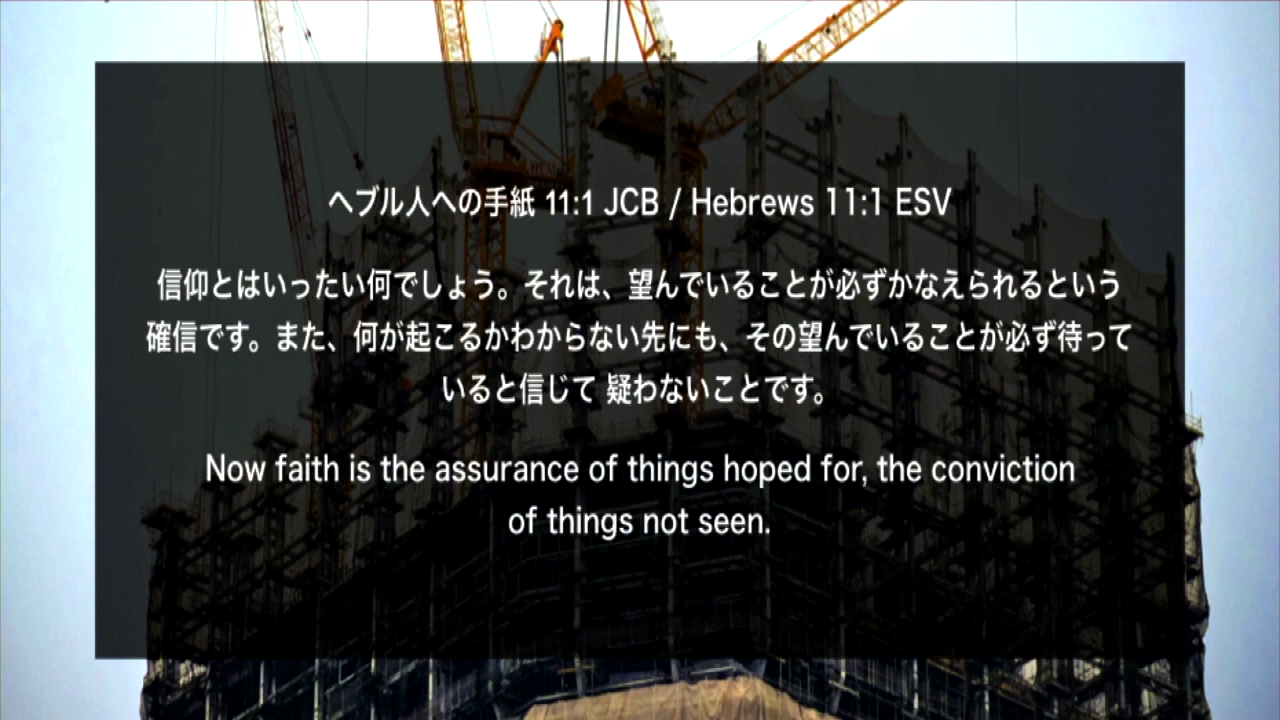 ヘブル人への手紙 11:1 JCB / Hebrews 11:1 ESV
信仰とはいったい何でしょう。それは、望んでいることが必ずかなえられるという
確信です。また、何が起こるかわからない先にも、その望んでいることが必ず待って
いると信じて 疑わないことです。
Now faith is the assurance of things hoped for, the conviction
of things not seen.